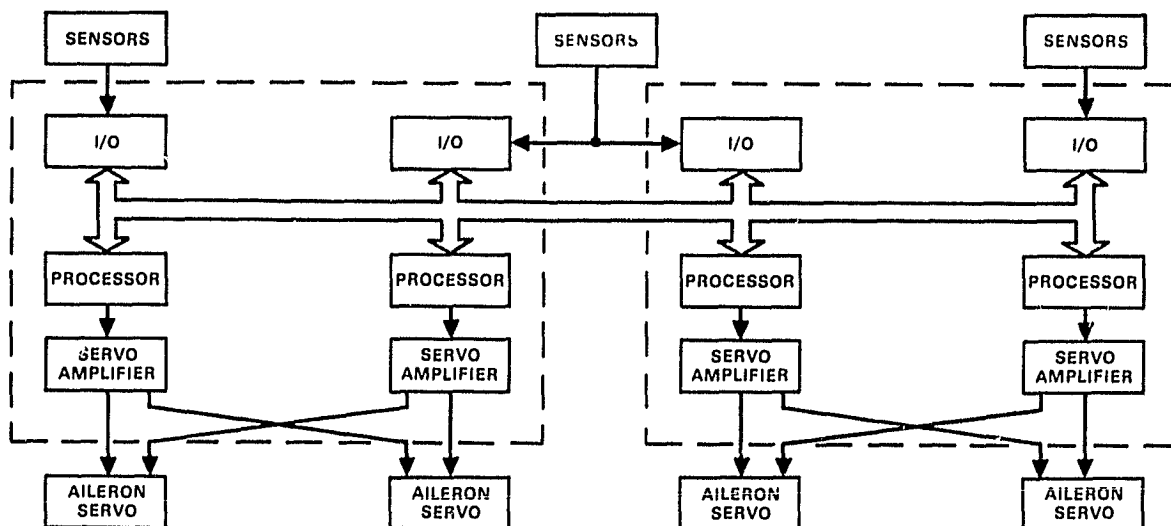 SENSORS
SENSORS
SENSORS
I/O
I/O
I/O
I/O
PROCESSOR
PROCESSOR
PROCESSOR
PROCESSOR
SERVO
AMPLIFIER
SERVO
AMPLIFIER
SERVO
AMPLIFIER
SERVO
AMPLIFIER
AILERON
SERVO
AILERON
SERVO
AILERON
SERVO
AILERON
SERVO